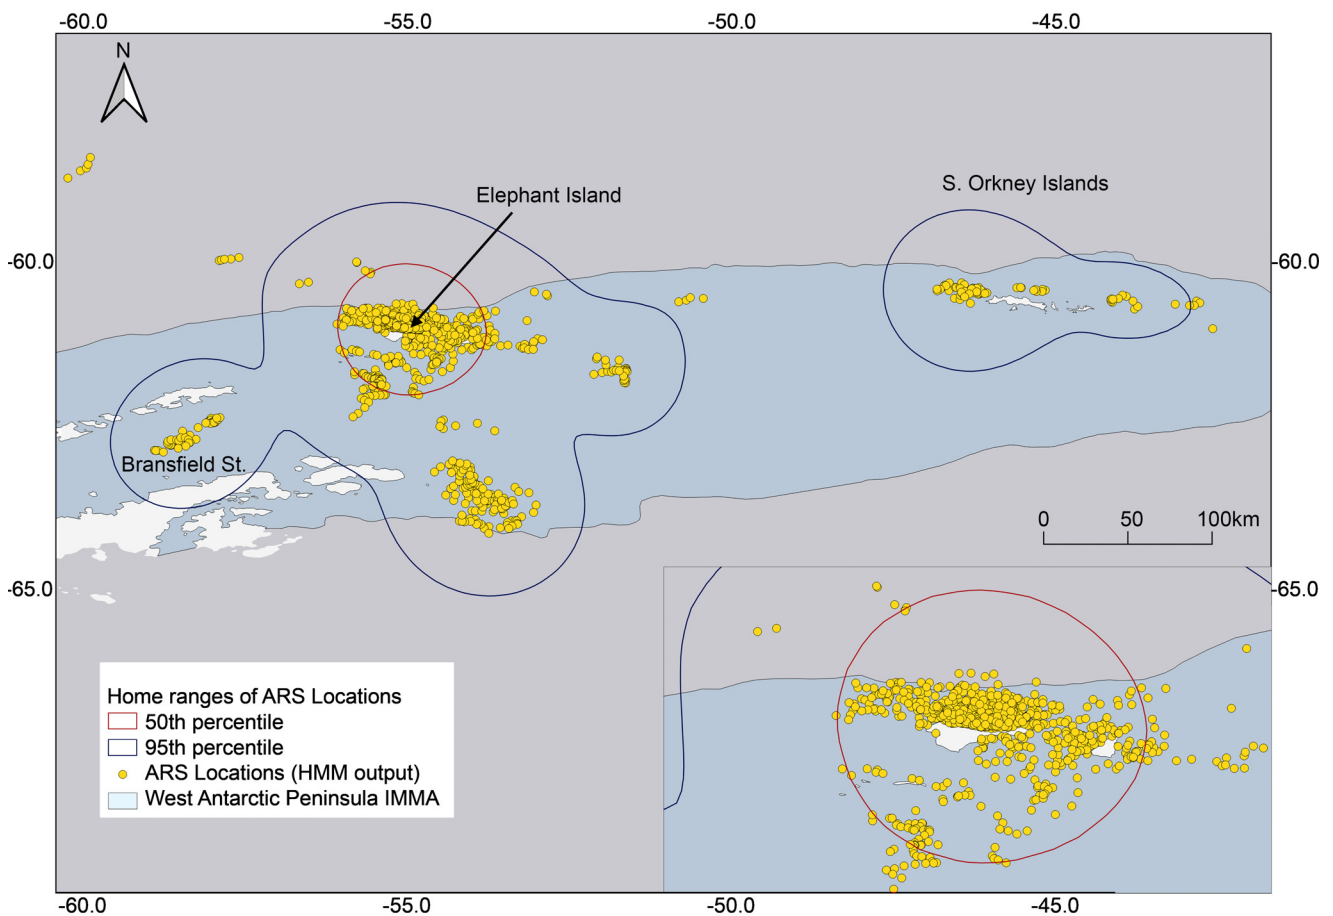 -60.0 -55.0 -50.0 -45.0
N
Elephant Island
S. Orkney Islands
-60.0 -60.0
Bransfield St.
0 50 100km
-65.0 -65.0
Home ranges of ARS Locations
50th percentile
95th percentile
ARS Locations (HMM output)
West Antarctic Peninsula IMMA
-60.0 -55.0 -50.0 -45.0